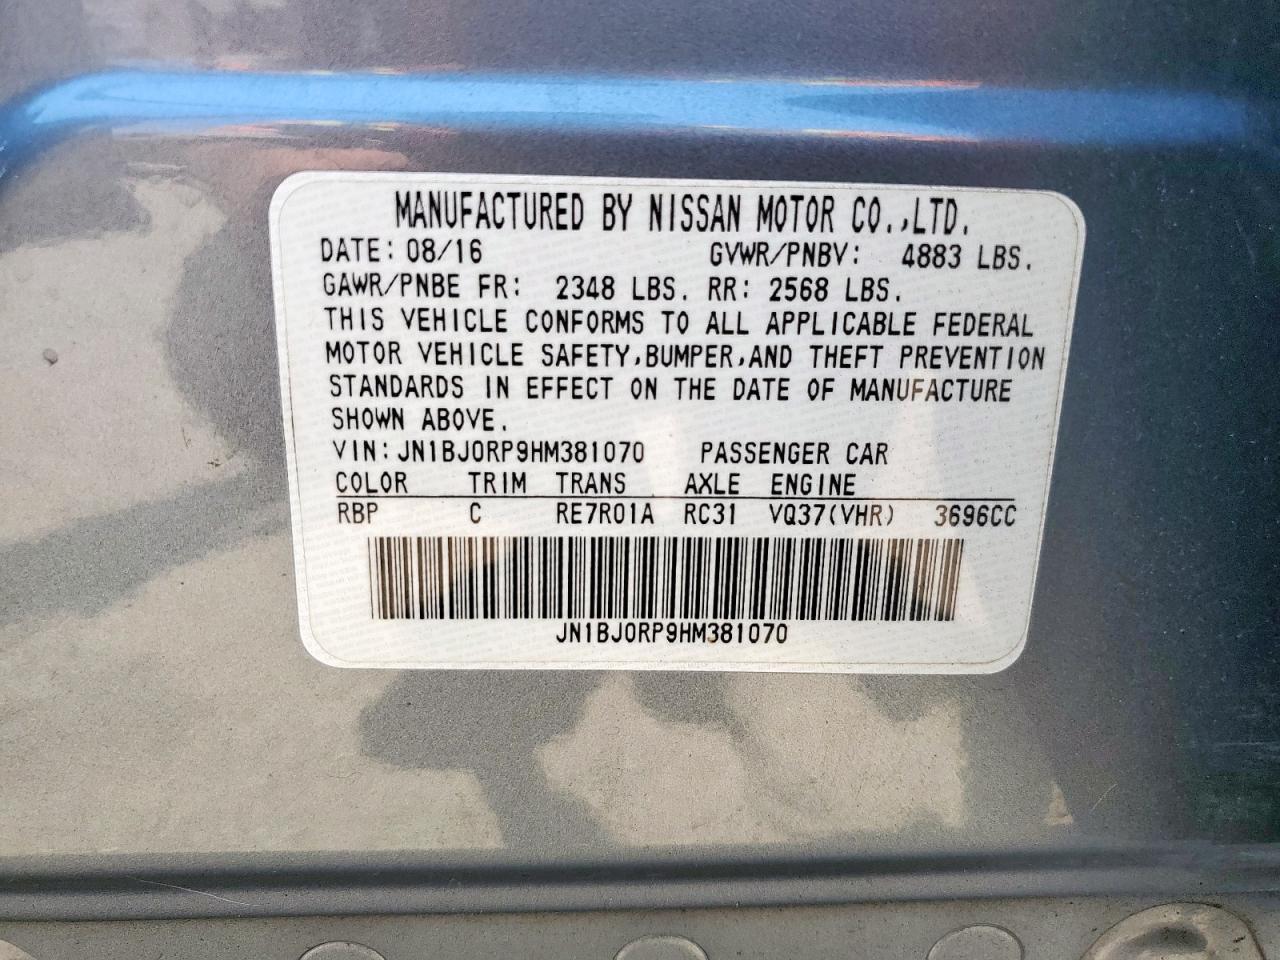 MANUFACTURED BY NISSAN MOTOR CO.,LTD.
DATE: 08/16 GVWR/PNBV: 4883 LBS.
GAWR/PNBE FR: 2348 LBS. RR: 2568 LBS.
THIS VEHICLE CONFORMS TO ALL APPLICABLE FEDERAL
MOTOR VEHICLE SAFETY,BUMPER,AND THEFT PREVENTION
STANDARDS IN EFFECT ON THE DATE OF MANUFACTURE
SHOWN ABOVE.
VIN:JN1BJ0RP9HM381070 PASSENGER CAR
COLOR TRIM TRANS AXLE ENGINE
RBP C RE7R01A RC31 VQ37(VHR) 3696CC
JN1BJ0RP9HM381070